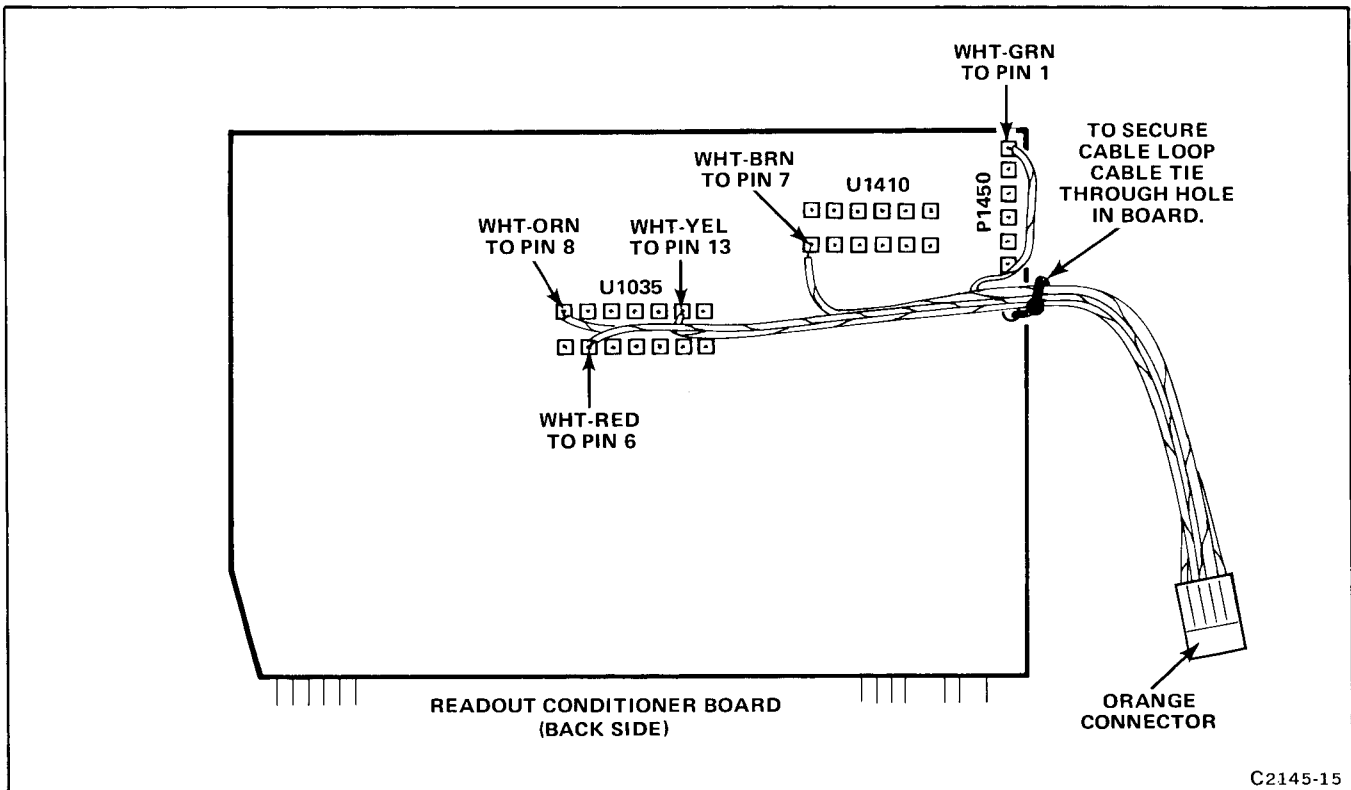 WHT-GRN
TO PIN 1
TO SECURE
CABLE LOOP
CABLE TIE
THROUGH HOLE
IN BOARD.
WHT-BRN
TO PIN 7
U1410
P1450
WHT-ORN
TO PIN 8
WHT-YEL
TO PIN 13
U1035
WHT-RED
TO PIN 6
READOUT CONDITIONER BOARD
(BACK SIDE)
ORANGE
CONNECTOR
C2145-15